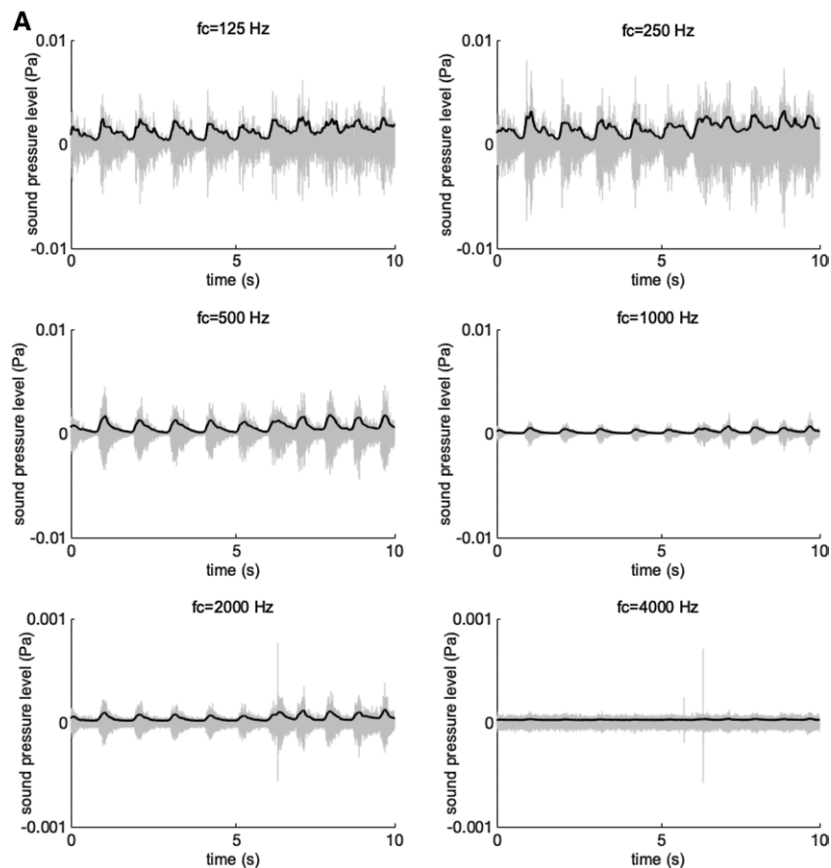 A
fc=125 Hz
0.01
0
-0.01
sound pressure level (Pa)
0 5 10
time (s)
fc=250 Hz
0.01
0
-0.01
sound pressure level (Pa)
0 5 10
time (s)
fc=500 Hz
0.01
0
-0.01
sound pressure level (Pa)
0 5 10
time (s)
fc=1000 Hz
0.01
0
-0.01
sound pressure level (Pa)
0 5 10
time (s)
fc=2000 Hz
0.001
0
-0.001
sound pressure level (Pa)
0 5 10
time (s)
fc=4000 Hz
0.001
0
-0.001
sound pressure level (Pa)
0 5 10
time (s)